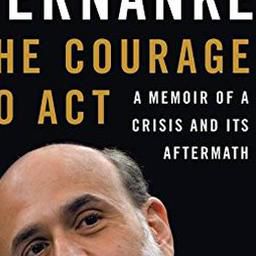 ERNANKE
HE COURAGE
O ACT
A MEMOIR OF A
CRISIS AND ITS
AFTERMATH